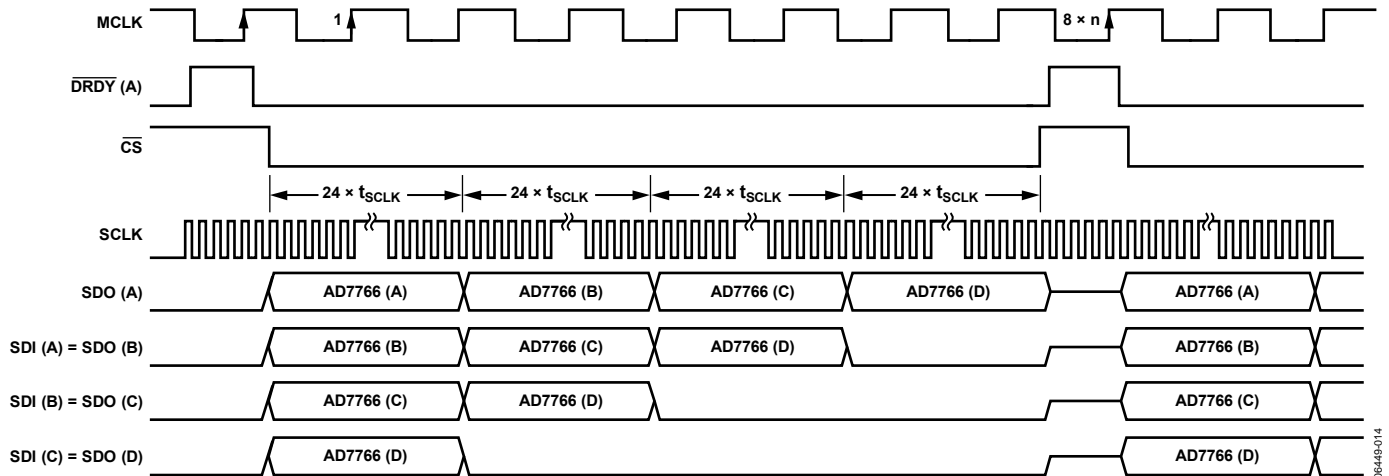 MCLK
1
8 × n
DRDY (A)
CS
24 × tSCLK
24 × tSCLK
24 × tSCLK
24 × tSCLK
SCLK
SDO (A)
AD7766 (A)
AD7766 (B)
AD7766 (C)
AD7766 (D)
AD7766 (A)
SDI (A) = SDO (B)
AD7766 (B)
AD7766 (C)
AD7766 (D)
AD7766 (B)
SDI (B) = SDO (C)
AD7766 (C)
AD7766 (D)
AD7766 (C)
SDI (C) = SDO (D)
AD7766 (D)
AD7766 (D)
06449-014